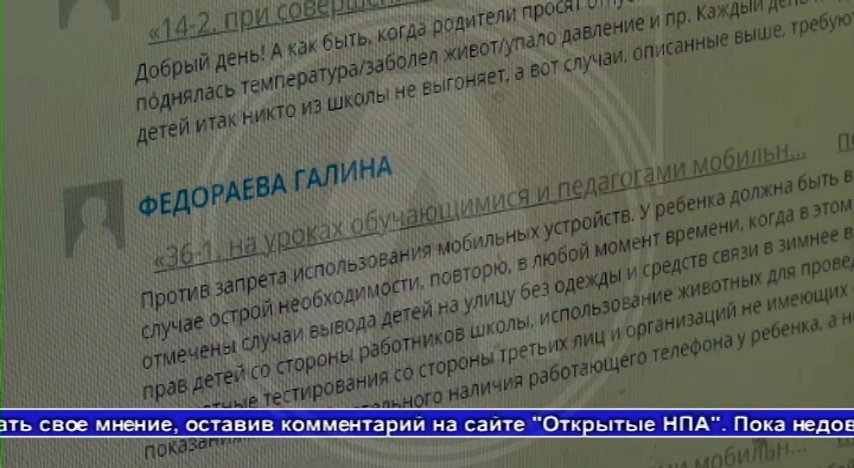 «14-2. при соверше
Добрый день! А как быть, когда родители просят
поднялась температура/заболел живот/упало давление и пр. Каждый день
детей итак никто из школы не выгоняет, а вот случаи, описанные выше, требую
ФЕДОРАЕВА ГАЛИНА
«36-1. на уроках обучающимися и педагогами мобильн...
Против запрета использования мобильных устройств. У ребенка должна быть в
случае острой необходимости, повторю, в любой момент времени, когда в этом
отмечены случаи вывода детей на улицу без одежды и средств связи в зимнее в
прав детей со стороны работников школы, использование животных для провед
тестирования со стороны третьих лиц и организаций не имеющих
наличия работающего телефона у ребенка, а н
ать свое мнение, оставив комментарий на сайте "Открытые НПА". Пока недов
показани
мобильн...